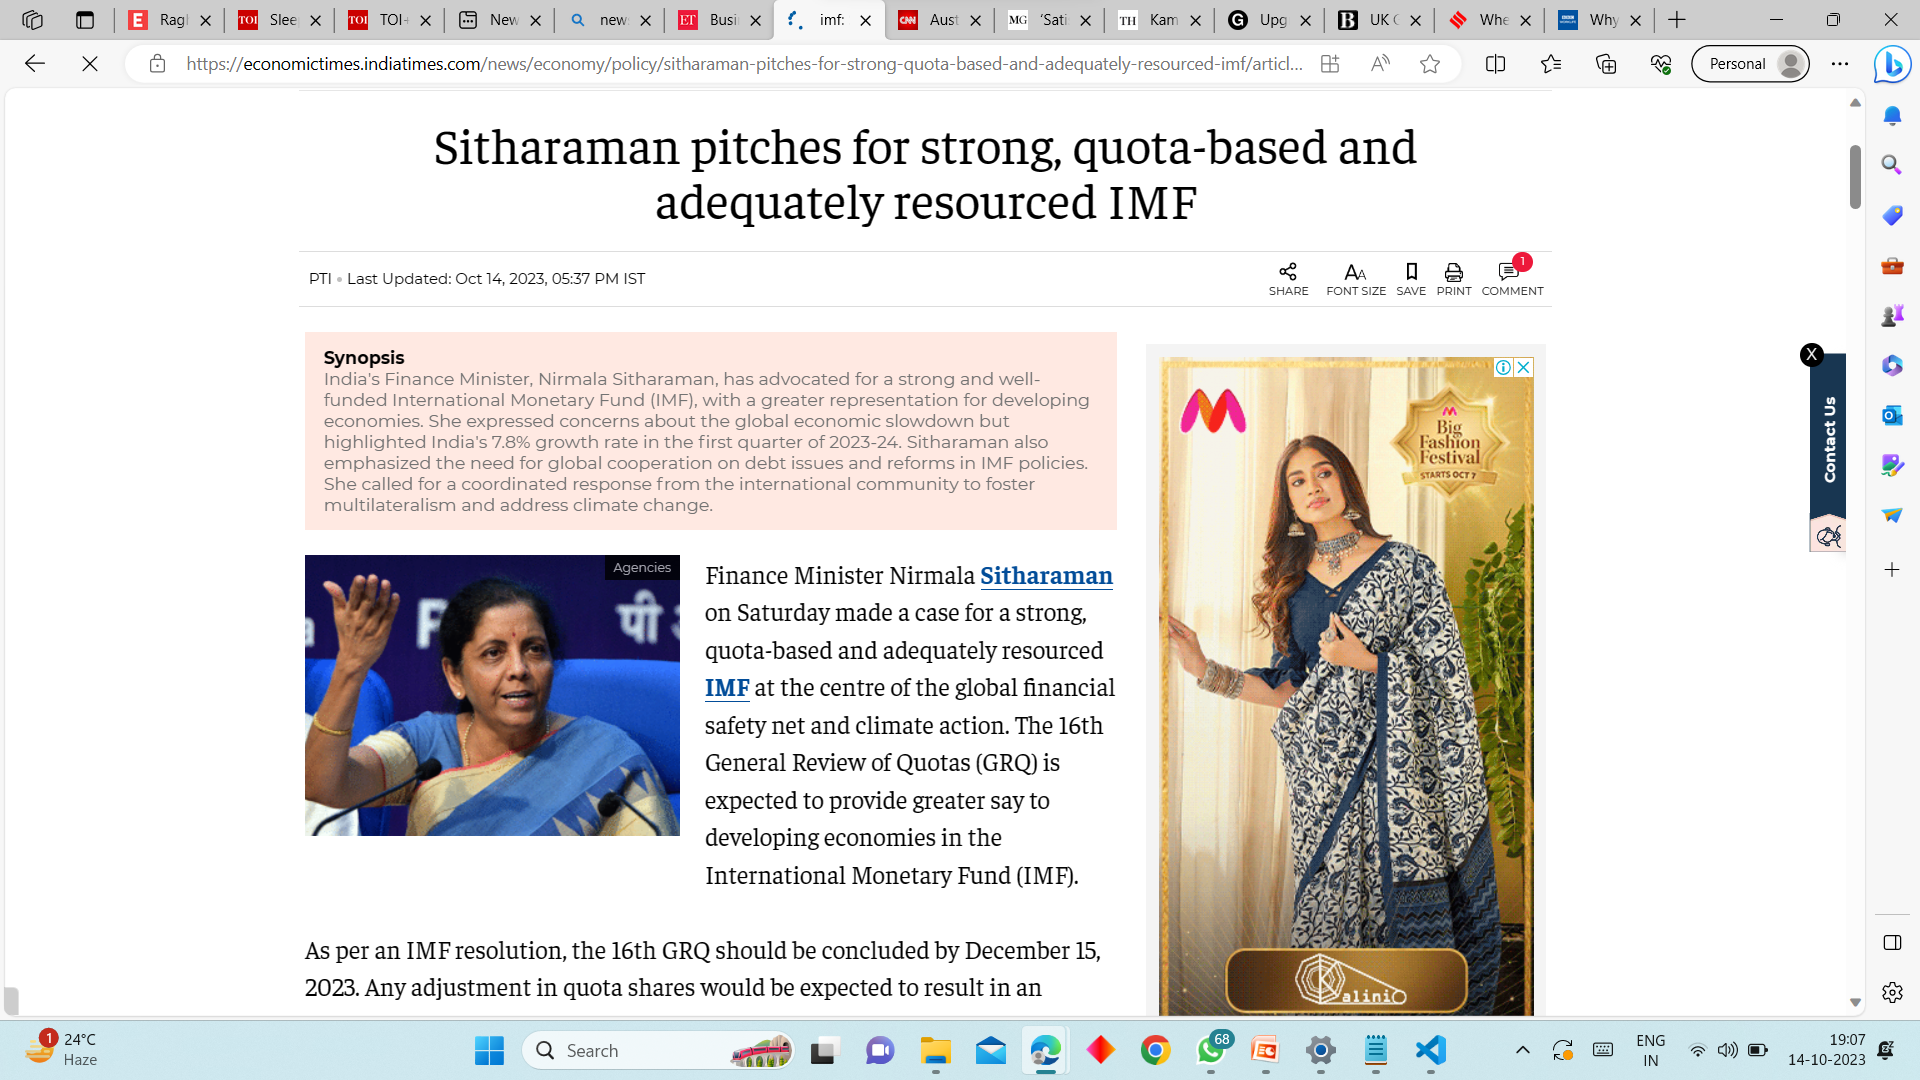 Ragl
TOI Slee
TOI TOI+
New
new
ET Busi
imf:
CNN Aust
MG 'Sati
TH Kam
G Upg
B UK C
Whe
Why
https://economictimes.indiatimes.com/news/economy/policy/sitharaman-pitches-for-strong-quota-based-and-adequately-resourced-imf/articl...
Personal
Sitharaman pitches for strong, quota-based and
adequately resourced IMF
PTI • Last Updated: Oct 14, 2023, 05:37 PM IST
SHARE FONT SIZE SAVE PRINT COMMENT
1
Synopsis
India's Finance Minister, Nirmala Sitharaman, has advocated for a strong and well-
funded International Monetary Fund (IMF), with a greater representation for developing
economies. She expressed concerns about the global economic slowdown but
highlighted India's 7.8% growth rate in the first quarter of 2023-24. Sitharaman also
emphasized the need for global cooperation on debt issues and reforms in IMF policies.
She called for a coordinated response from the international community to foster
multilateralism and address climate change.
Agencies
Finance Minister Nirmala Sitharaman
on Saturday made a case for a strong,
quota-based and adequately resourced
IMF at the centre of the global financial
safety net and climate action. The 16th
General Review of Quotas (GRQ) is
expected to provide greater say to
developing economies in the
International Monetary Fund (IMF).
As per an IMF resolution, the 16th GRQ should be concluded by December 15,
2023. Any adjustment in quota shares would be expected to result in an
Big
Fashion
Festival
STARTS OCT 7
Kalini
X
Contact Us
1
24°C
Haze
Search
68
ENG
IN
19:07
14-10-2023